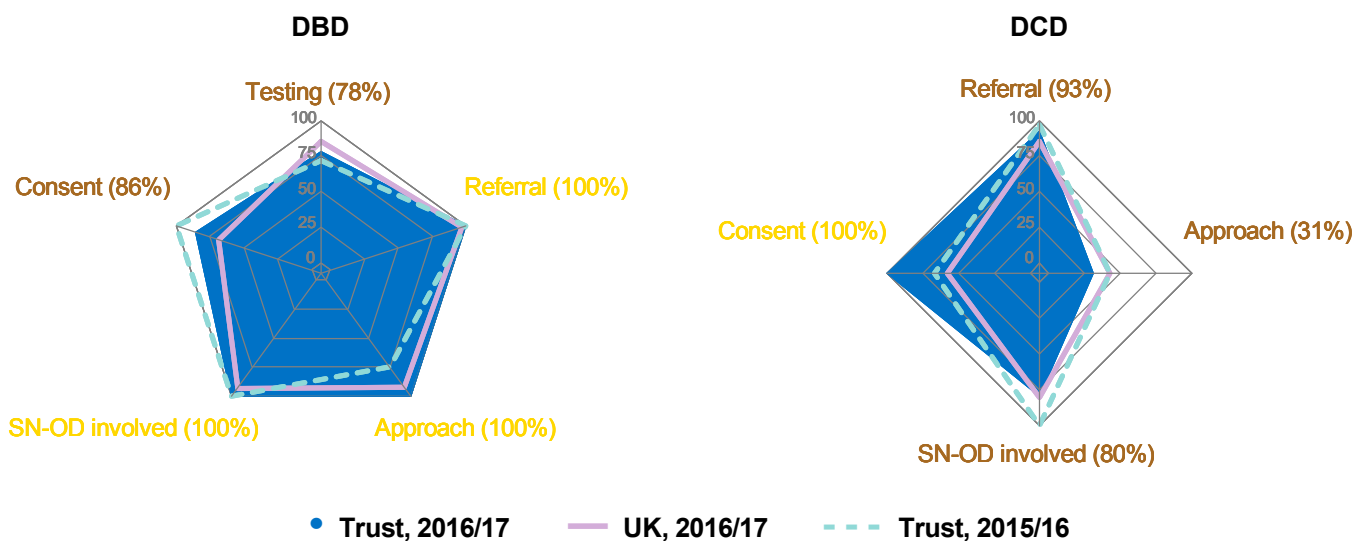 DBD
DCD
Testing (78%)
Referral (93%)
100
100
75
75
Consent (86%)
Referral (100%)
50
50
Consent (100%)
Approach (31%)
25
25
0
0
SN-OD involved (100%)
Approach (100%)
SN-OD involved (80%)
Trust, 2016/17
UK, 2016/17
Trust, 2015/16